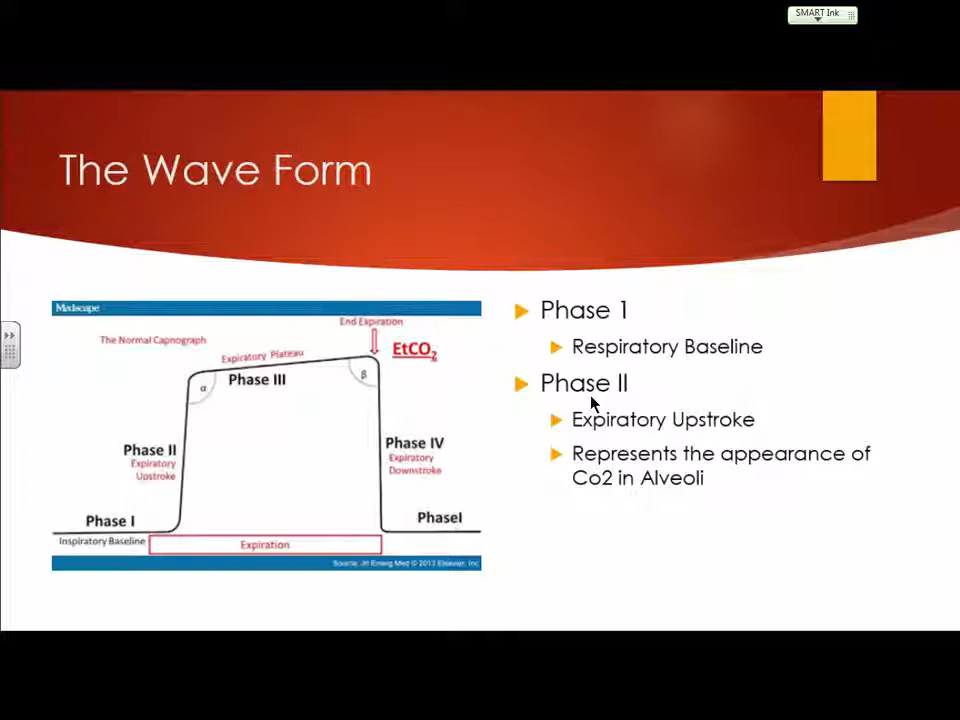 SMART Ink
The Wave Form
Medscape
End Expiration
The Normal Capnograph
EtCO2
Expiratory Plateau
Phase III
α
β
Phase II
Expiratory
Upstroke
Phase IV
Expiratory
Downstroke
Phase I
PhaseI
Inspiratory Baseline
Expiration
Source: Jrl Emerg Med © 2013 Elsevier, Inc
Phase 1
Respiratory Baseline
Phase II
Expiratory Upstroke
Represents the appearance of
Co2 in Alveoli